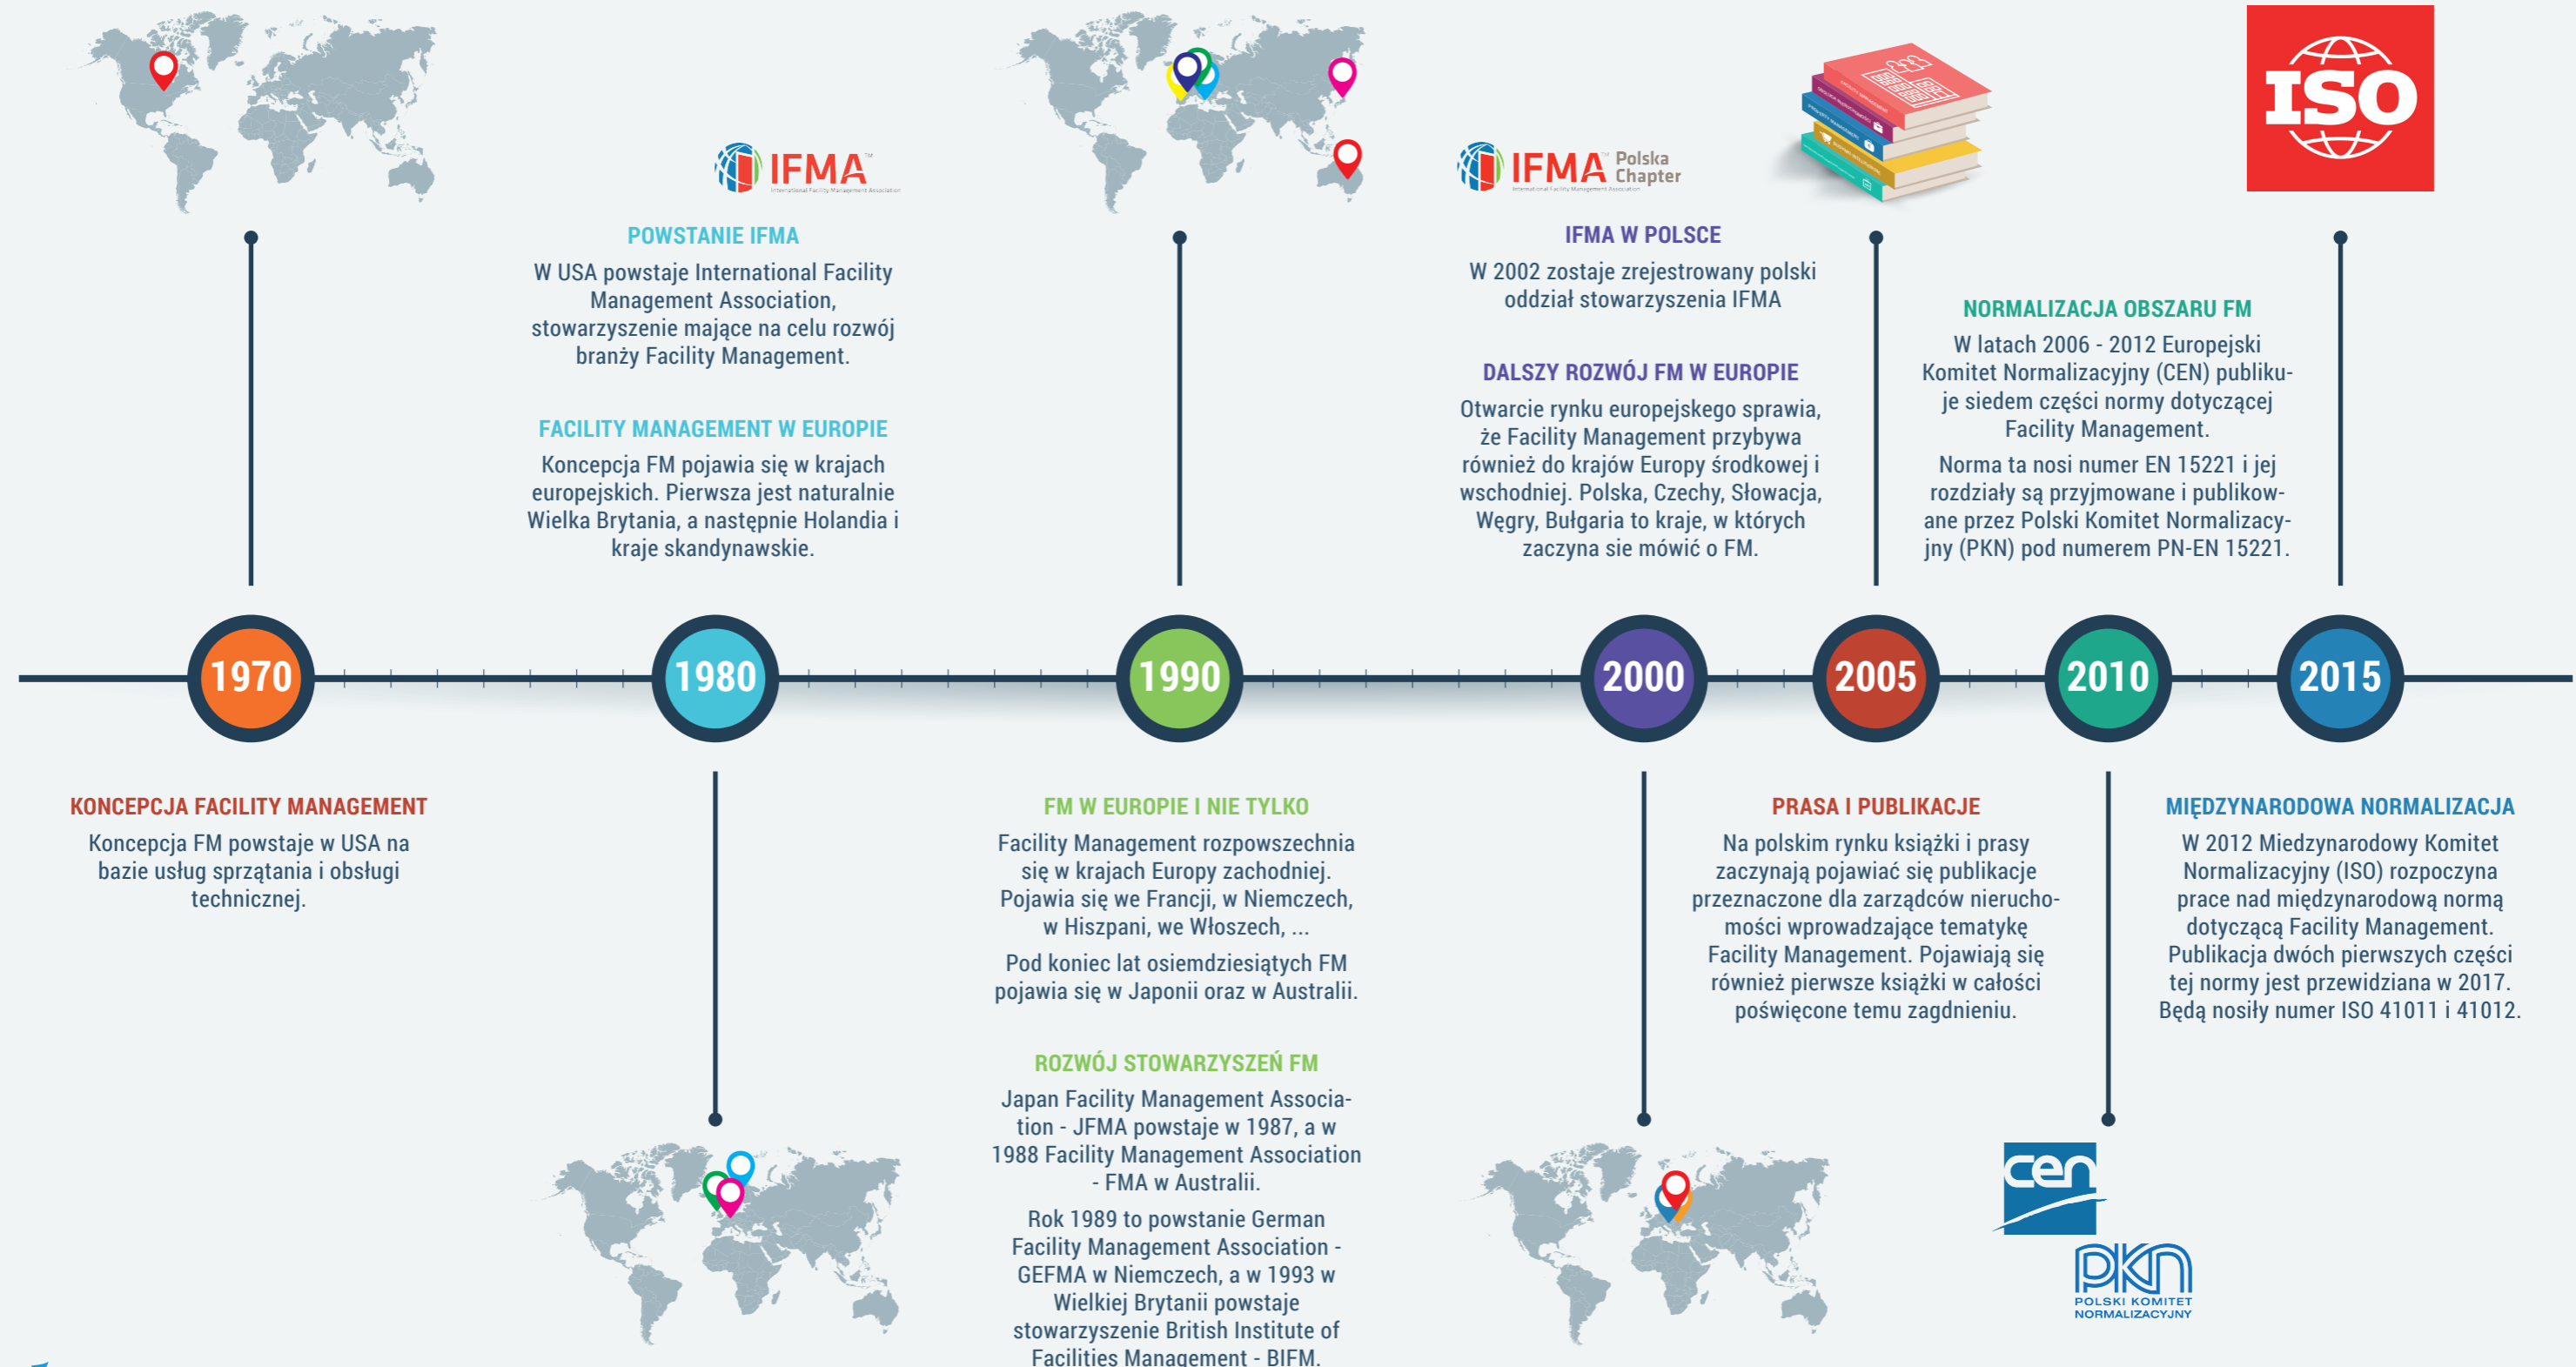 IFMA™
International Facility Management Association
POWSTANIE IFMA
W USA powstaje International Facility
Management Association,
stowarzyszenie mające na celu rozwój
branży Facility Management.
FACILITY MANAGEMENT W EUROPIE
Koncepcja FM pojawia się w krajach
europejskich. Pierwsza jest naturalnie
Wielka Brytania, a następnie Holandia i
kraje skandynawskie.
IFMA™ Polska
Chapter
International Facility Management Association
IFMA W POLSCE
W 2002 zostaje zrejestrowany polski
oddział stowarzyszenia IFMA
DALSZY ROZWÓJ FM W EUROPIE
Otwarcie rynku europejskiego sprawia,
że Facility Management przybywa
również do krajów Europy środkowej i
wschodniej. Polska, Czechy, Słowacja,
Węgry, Bułgaria to kraje, w których
zaczyna sie mówić o FM.
NORMALIZACJA OBSZARU FM
W latach 2006 - 2012 Europejski
Komitet Normalizacyjny (CEN) publiku-
je siedem części normy dotyczącej
Facility Management.
Norma ta nosi numer EN 15221 i jej
rozdziały są przyjmowane i publikow-
ane przez Polski Komitet Normalizacy-
jny (PKN) pod numerem PN-EN 15221.
ISO
1970
1980
1990
2000
2005
2010
2015
KONCEPCJA FACILITY MANAGEMENT
Koncepcja FM powstaje w USA na
bazie usług sprzątania i obsługi
technicznej.
FM W EUROPIE I NIE TYLKO
Facility Management rozpowszechnia
się w krajach Europy zachodniej.
Pojawia się we Francji, w Niemczech,
w Hiszpani, we Włoszech, ...
Pod koniec lat osiemdziesiątych FM
pojawia się w Japonii oraz w Australii.
ROZWÓJ STOWARZYSZEŃ FM
Japan Facility Management Associa-
tion - JFMA powstaje w 1987, a w
1988 Facility Management Association
- FMA w Australii.
Rok 1989 to powstanie German
Facility Management Association -
GEFMA w Niemczech, a w 1993 w
Wielkiej Brytanii powstaje
stowarzyszenie British Institute of
Facilities Management - BIFM.
PRASA I PUBLIKACJE
Na polskim rynku książki i prasy
zaczynają pojawiać się publikacje
przeznaczone dla zarządców nierucho-
mości wprowadzające tematykę
Facility Management. Pojawiają się
również pierwsze książki w całości
poświęcone temu zagdnieniu.
MIĘDZYNARODOWA NORMALIZACJA
W 2012 Miedzynarodowy Komitet
Normalizacyjny (ISO) rozpoczyna
prace nad międzynarodową normą
dotyczącą Facility Management.
Publikacja dwóch pierwszych części
tej normy jest przewidziana w 2017.
Będą nosiły numer ISO 41011 i 41012.
cen
PKN
POLSKI KOMITET
NORMALIZACYJNY